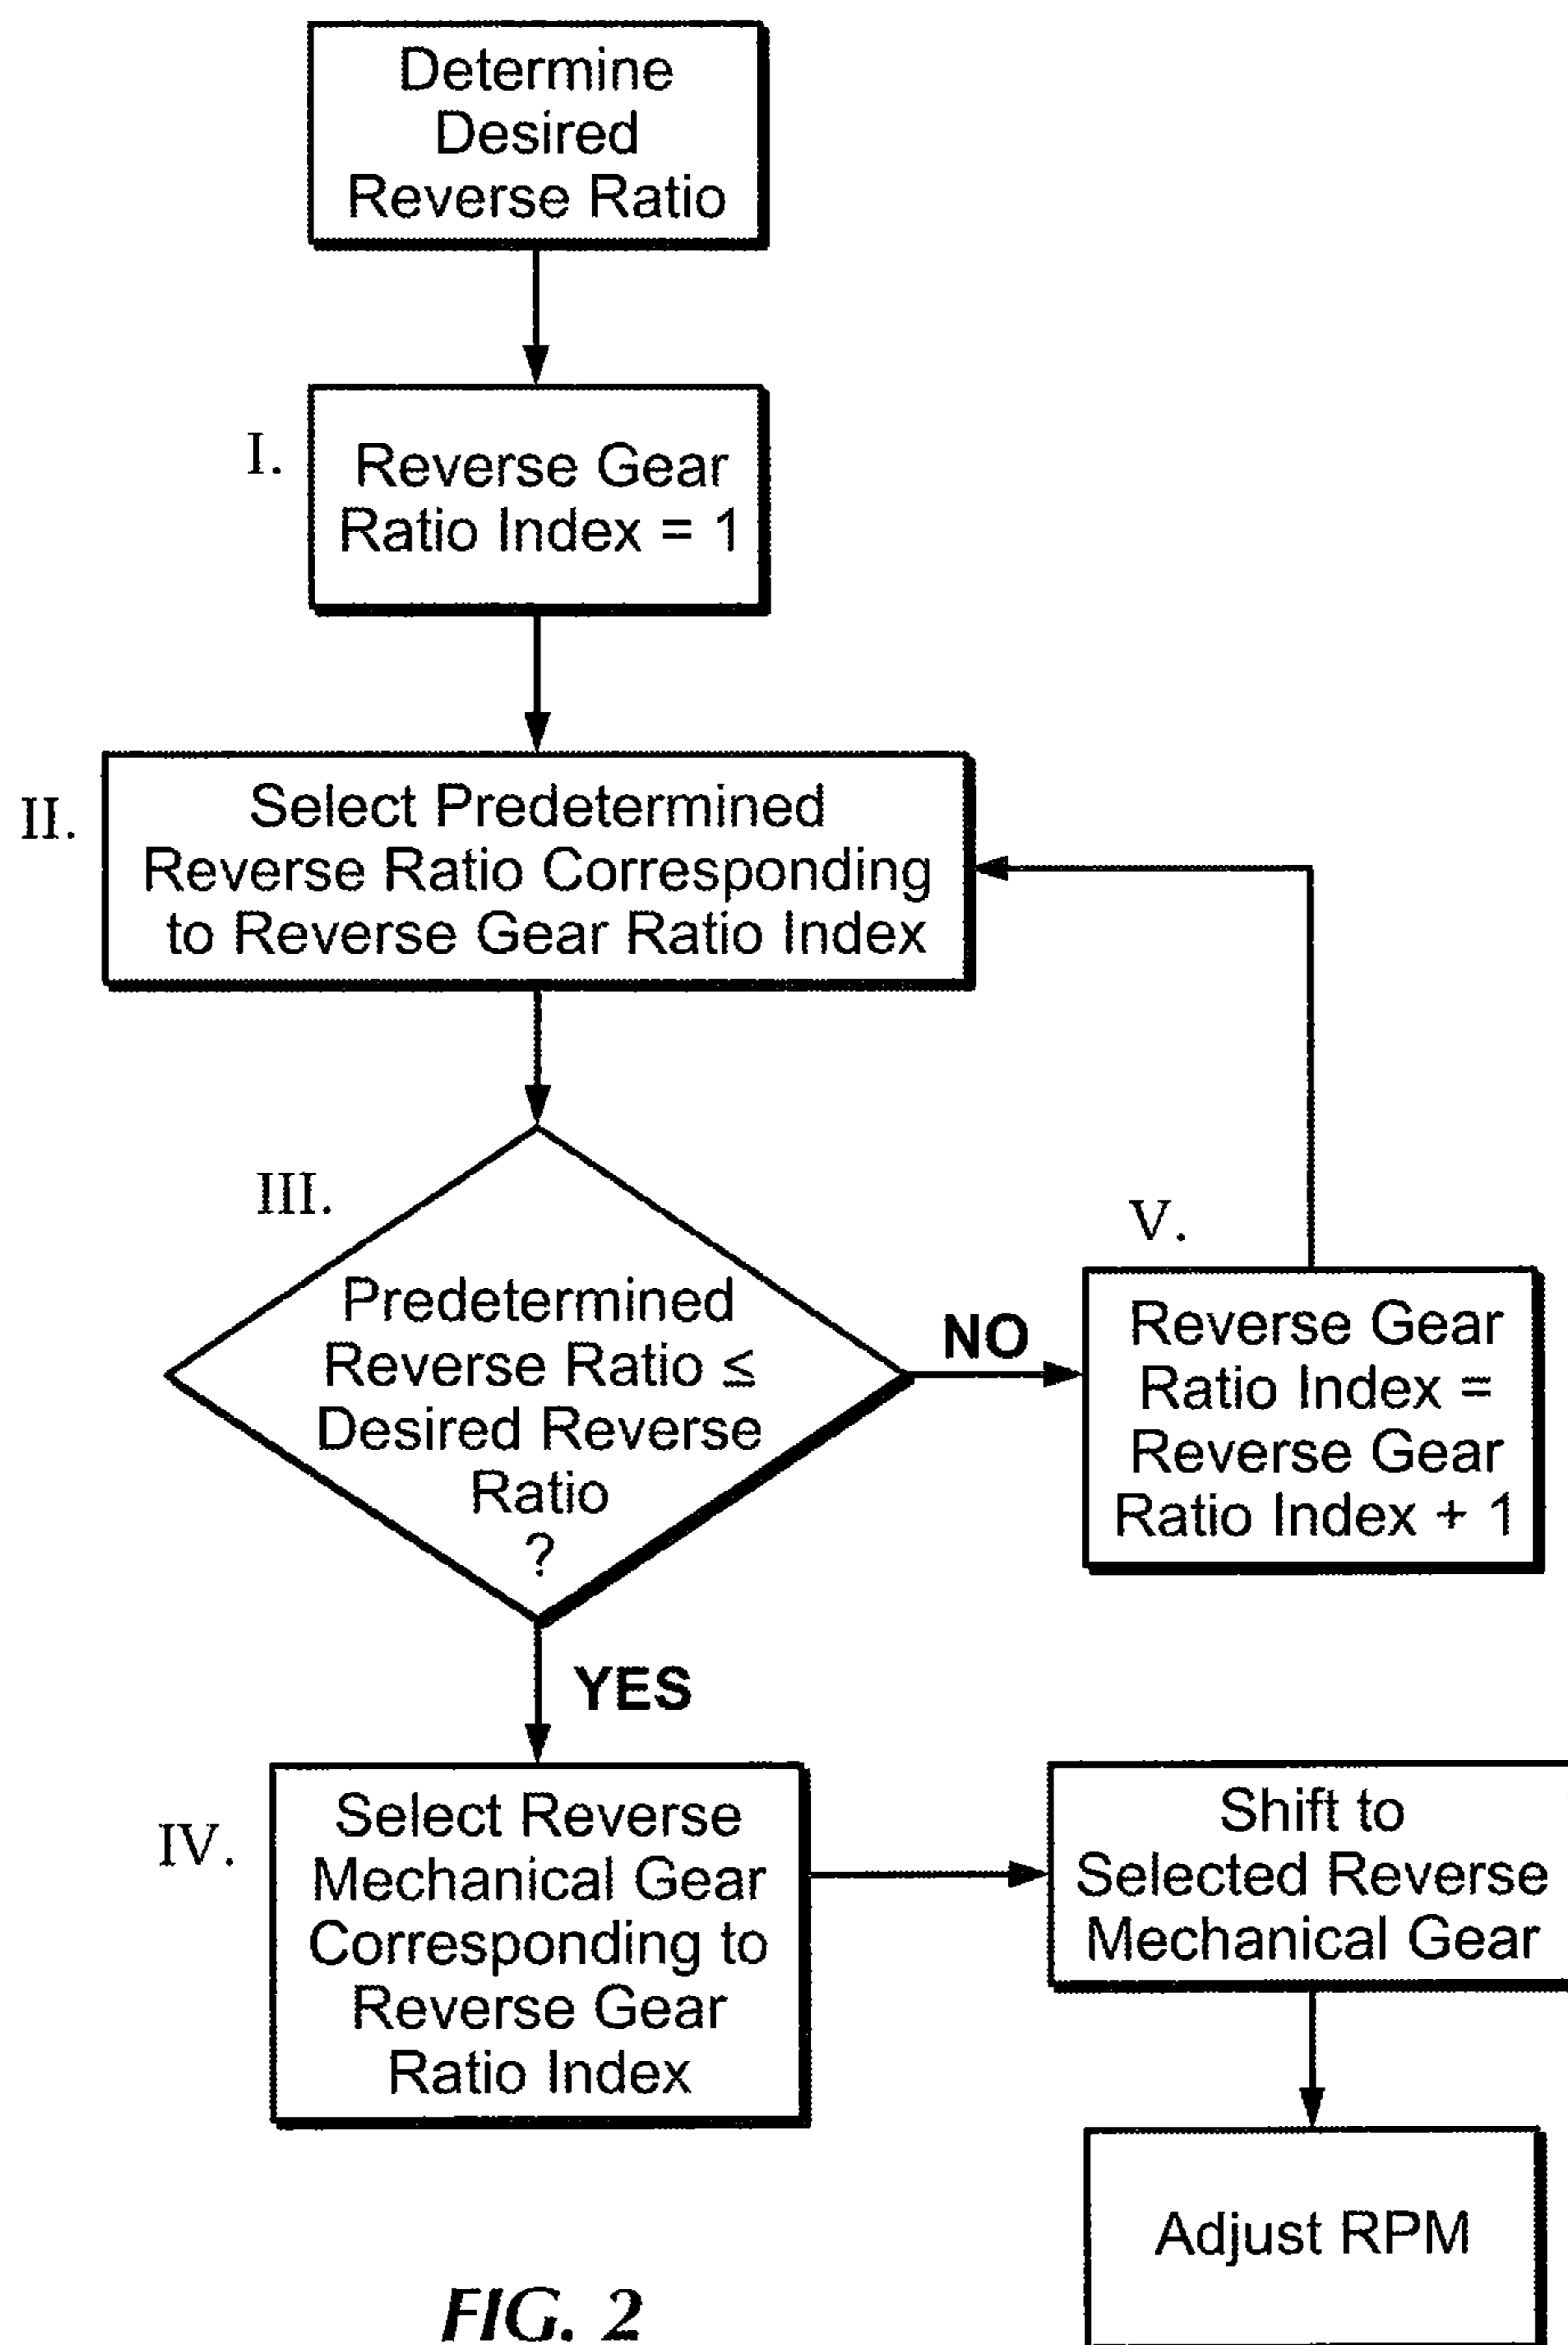 Determine
Desired
Reverse Ratio
I.
Reverse Gear
Ratio Index = 1
II.
Select Predetermined
Reverse Ratio Corresponding
to Reverse Gear Ratio Index
III.
Predetermined
Reverse Ratio ≤
Desired Reverse
Ratio
?
NO
V.
Reverse Gear
Ratio Index =
Reverse Gear
Ratio Index + 1
YES
IV.
Select Reverse
Mechanical Gear
Corresponding to
Reverse Gear
Ratio Index
Shift to
Selected Reverse
Mechanical Gear
Adjust RPM
FIG. 2